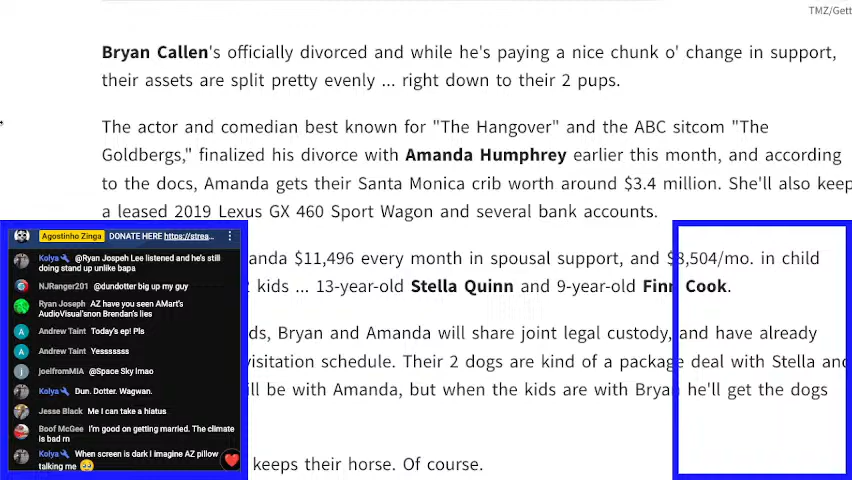 TMZ/Gett
Bryan Callen's officially divorced and while he's paying a nice chunk o' change in support,
their assets are split pretty evenly ... right down to their 2 pups.
The actor and comedian best known for "The Hangover" and the ABC sitcom "The
Goldbergs," finalized his divorce with Amanda Humphrey earlier this month, and according
to the docs, Amanda gets their Santa Monica crib worth around $3.4 million. She'll also keep
a leased 2019 Lexus GX 460 Sport Wagon and several bank accounts.
anda $11,496 every month in spousal support, and $8,504/mo. in child
kids ... 13-year-old Stella Quinn and 9-year-old Finn Cook.
ds, Bryan and Amanda will share joint legal custody, and have already
visitation schedule. Their 2 dogs are kind of a package deal with Stella and
ill be with Amanda, but when the kids are with Bryan he'll get the dogs
keeps their horse. Of course.
Agostinho Zinga DONATE HERE https://strea...
Kolya @Ryan Jospeh Lee listened and he's still
doing stand up unlike bapa
NJRanger201 @dundotter big up my guy
Ryan Joseph AZ have you seen AMart's
AudioVisual'snon Brendan's lies
A Andrew Taint Today's ep! Pls
A Andrew Taint Yesssssss
j joelfromMIA @Space Sky lmao
Kolya Dun. Dotter. Wagwan.
Jesse Black Me I can take a hiatus
Boof McGee I'm good on getting married. The climate
is bad rn
Kolya When screen is dark I imagine AZ pillow
talking me